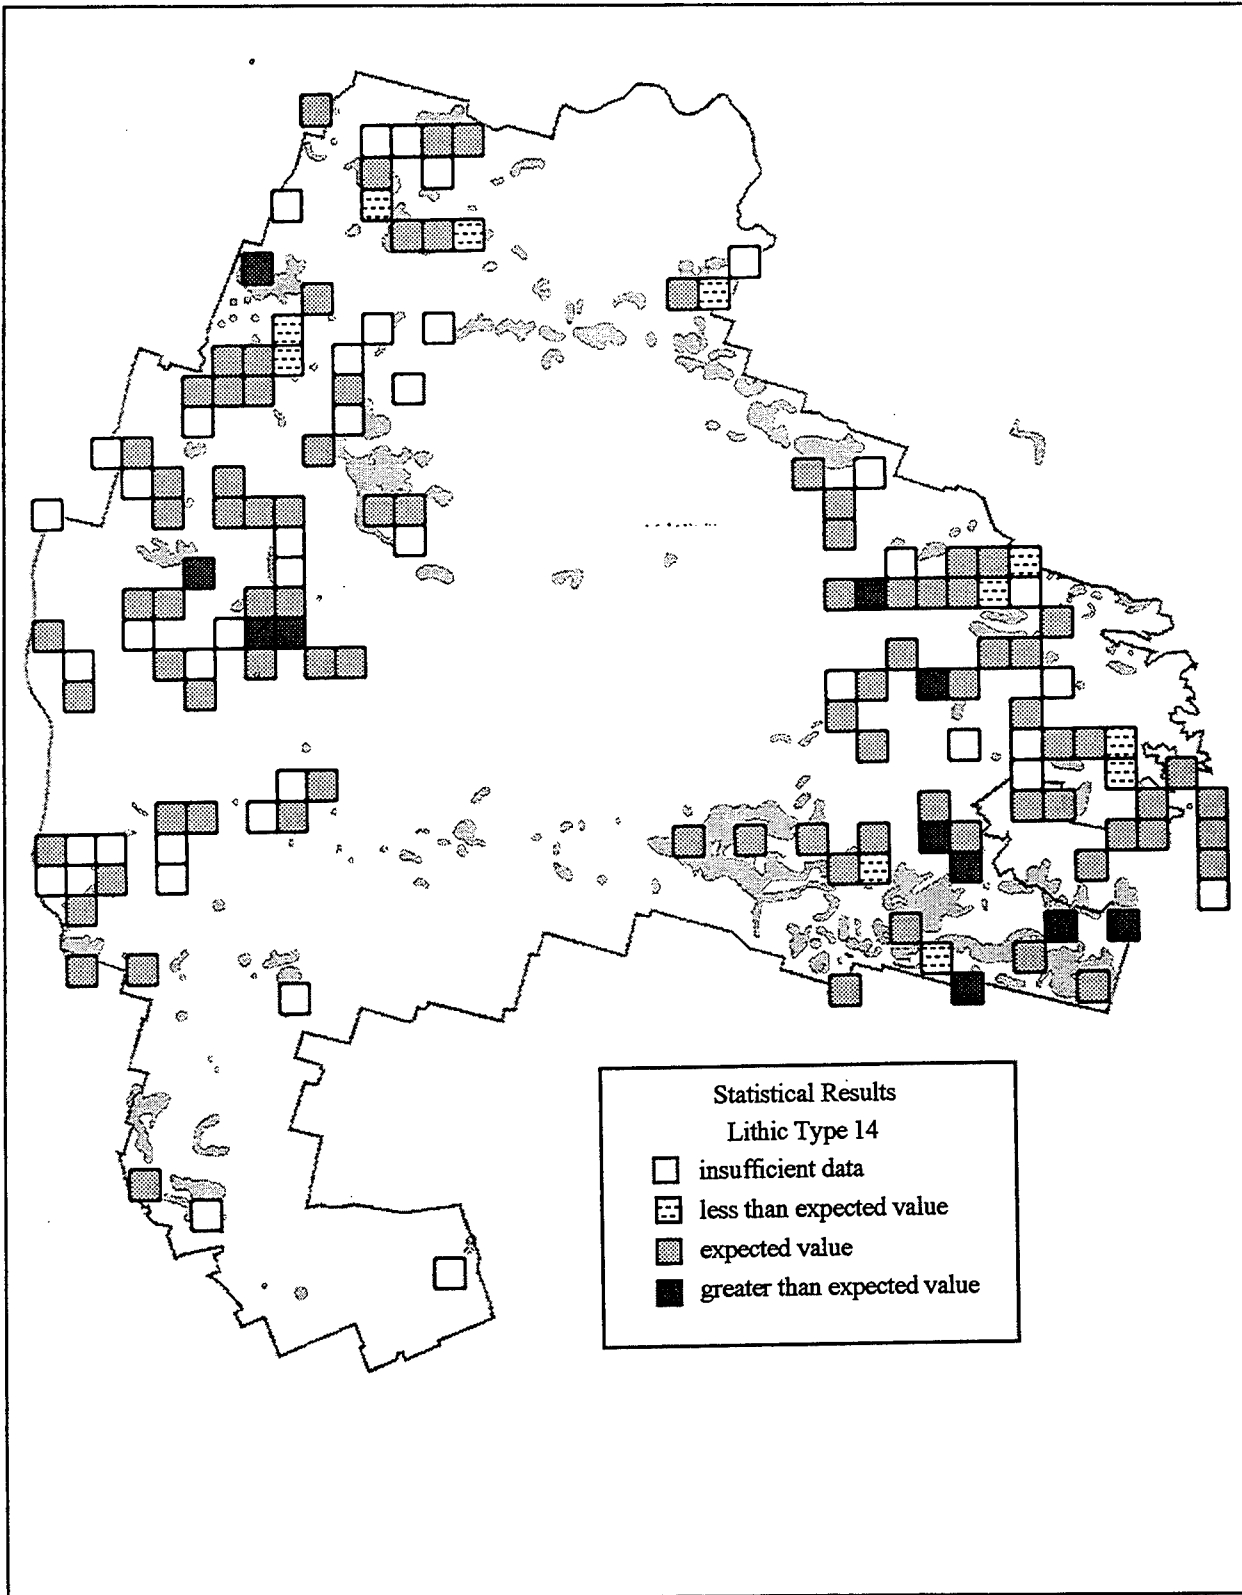 Statistical Results
Lithic Type 14
insufficient data
less than expected value
expected value
greater than expected value